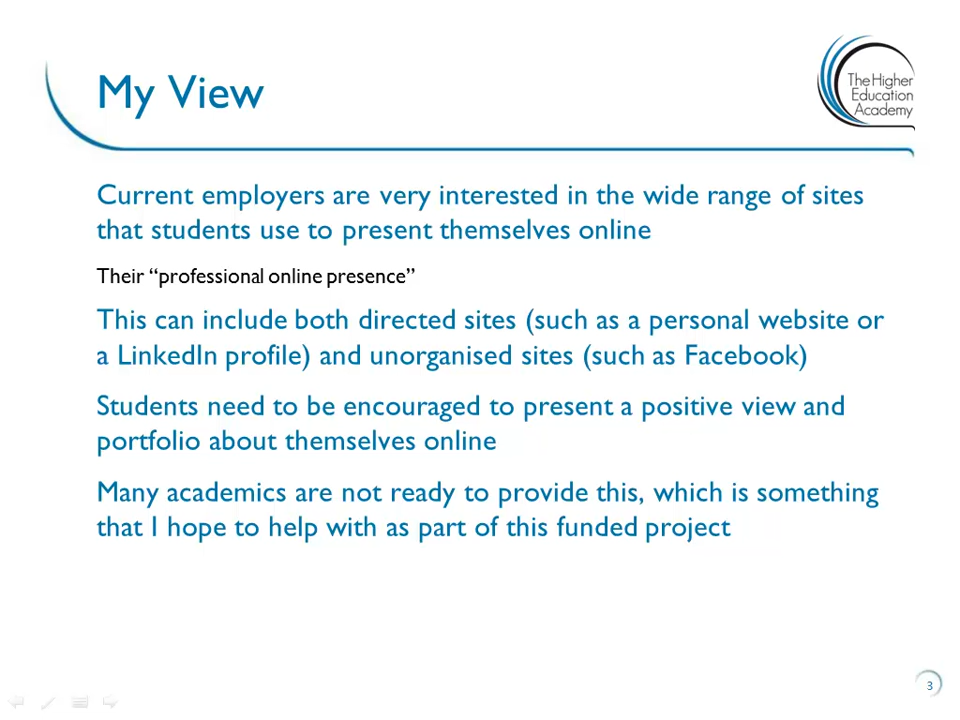 My View
The Higher
Education
Academy
Current employers are very interested in the wide range of sites
that students use to present themselves online
Their “professional online presence”
This can include both directed sites (such as a personal website or
a LinkedIn profile) and unorganised sites (such as Facebook)
Students need to be encouraged to present a positive view and
portfolio about themselves online
Many academics are not ready to provide this, which is something
that I hope to help with as part of this funded project
3